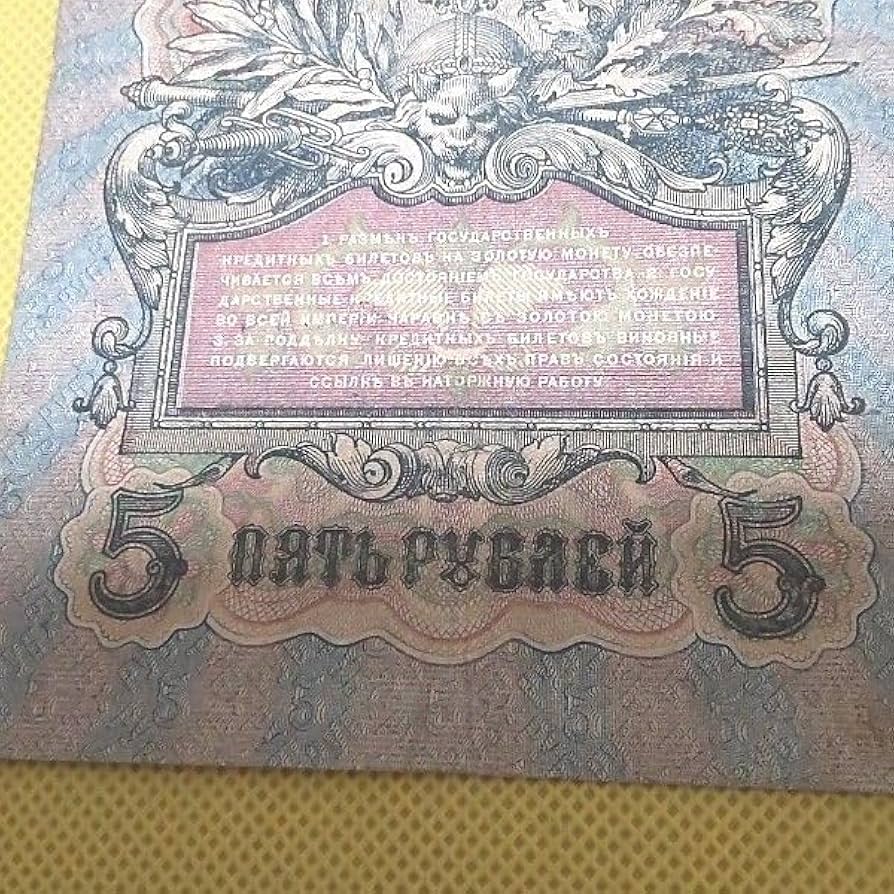 1. РАЗМѢНЪ ГОСУДАРСТВЕННЫХЪ
КРЕДИТНЫХЪ БИЛЕТОВЪ НА ЗОЛОТУЮ МОНЕТУ ОБЕЗПЕ-
ЧИВАЕТСЯ ВСѢМЪ ДОСТОЯНІЕМЪ ГОСУДАРСТВА. 2. ГОСУ
ДАРСТВЕННЫЕ КРЕДИТНЫЕ БИЛЕТЫ ИМѢЮТЪ ХОЖДЕНІЕ
ВО ВСЕЙ ИМПЕРІИ НАРАВНѢ СЪ ЗОЛОТОЮ МОНЕТОЮ
3. ЗА ПОДДѢЛКУ КРЕДИТНЫХЪ БИЛЕТОВЪ ВИНОВНЫЕ
ПОДВЕРГАЮТСЯ ЛИШЕНІЮ ВСѢХЪ ПРАВЪ СОСТОЯНІЯ И
ССЫЛКѢ ВЪ КАТОРЖНУЮ РАБОТУ.
5 ПЯТЬ РУБЛЕЙ 5